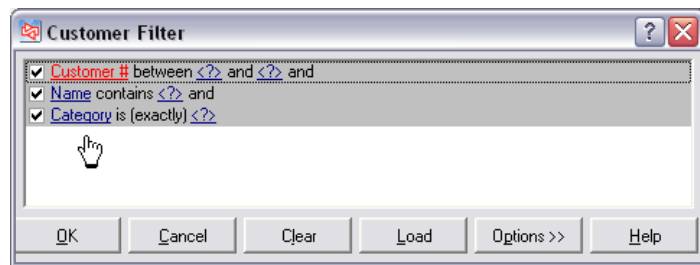 Customer Filter
Customer # between <?> and <?> and
Name contains <?> and
Category is (exactly) <?>
OK Cancel Clear Load Options >> Help